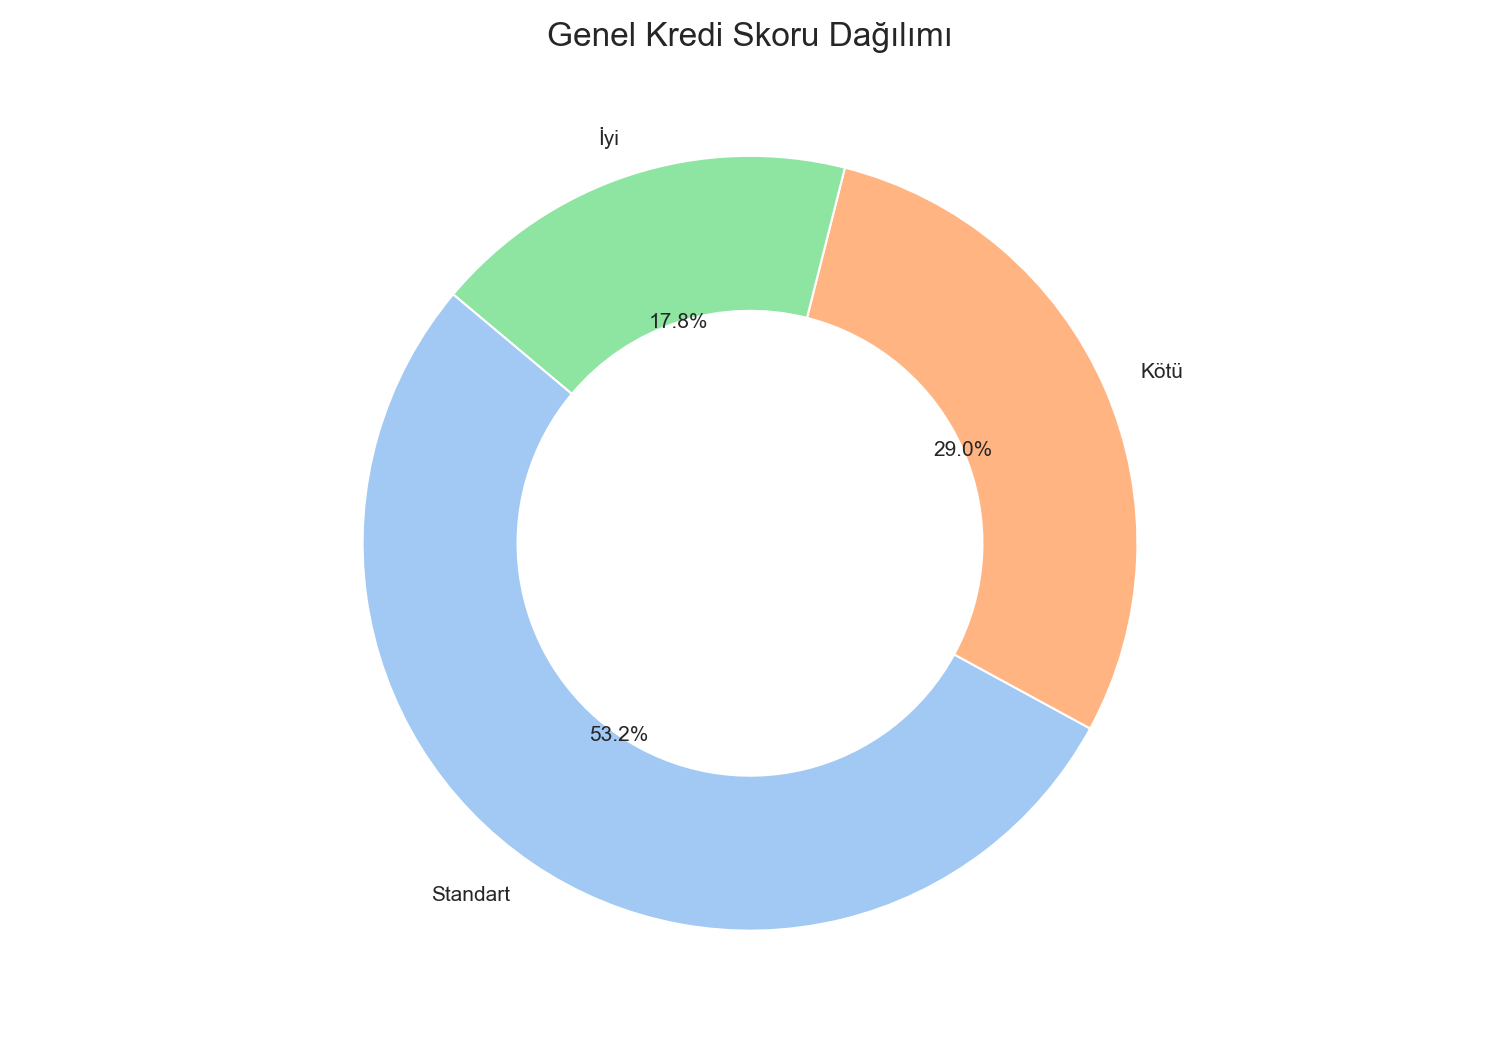 Genel Kredi Skoru Dağılımı
İyi
17.8%
Kötü
29.0%
53.2%
Standart